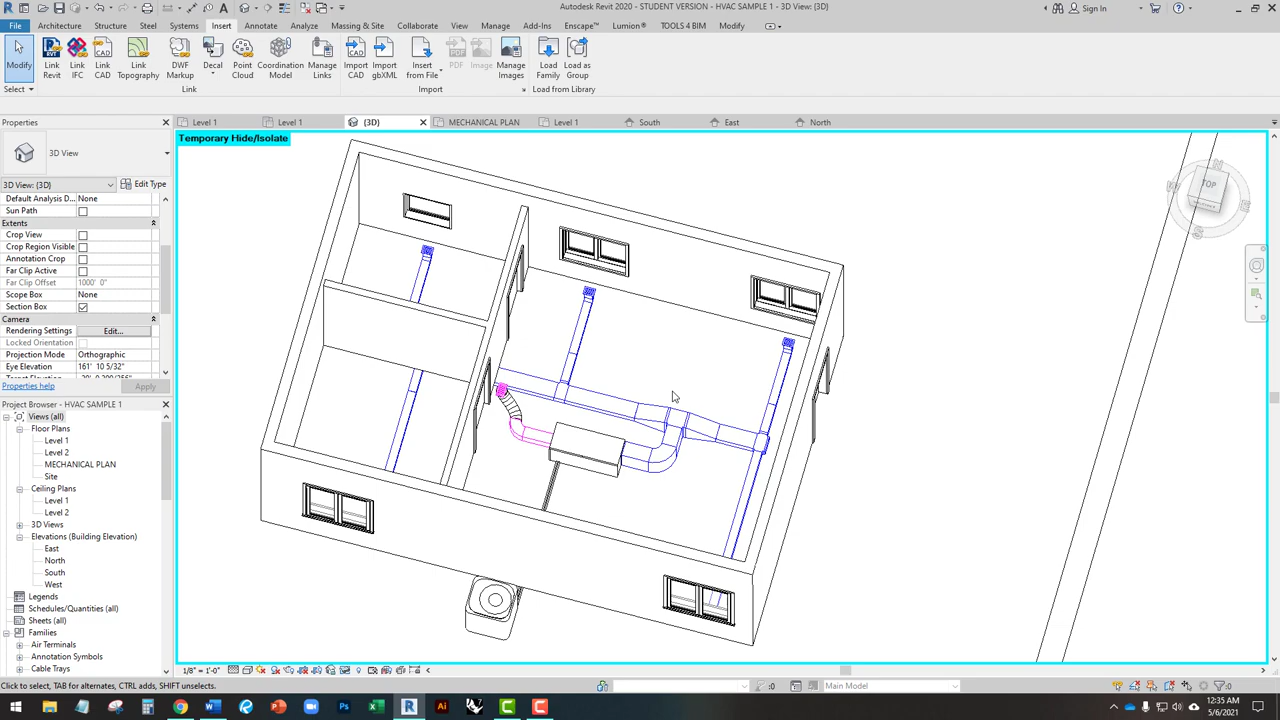 Autodesk Revit 2020 - STUDENT VERSION - HVAC SAMPLE 1 - 3D View: {3D}
Sign In
File Architecture Structure Steel Systems Insert Annotate Analyze Massing & Site Collaborate View Manage Add-Ins Enscape™ Lumion® TOOLS 4 BIM Modify
Modify
Link Revit
Link IFC
Link CAD
Link Topography
DWF Markup
Decal
Point Cloud
Coordination Model
Manage Links
Import CAD
Import gbXML
Insert from File
PDF
Image
Manage Images
Load Family
Load as Group
Select
Link
Import
Load from Library
Properties
Level 1
Level 1
{3D}
MECHANICAL PLAN
Level 1
South
East
North
Temporary Hide/Isolate
3D View
3D View: {3D}
Edit Type
Default Analysis D... None
Sun Path
Extents
Crop View
Crop Region Visible
Annotation Crop
Far Clip Active
Far Clip Offset 1000' 0"
Scope Box None
Section Box
Camera
Rendering Settings Edit...
Locked Orientation
Projection Mode Orthographic
Eye Elevation 161' 10 5/32"
Properties help
Apply
TOP
Project Browser - HVAC SAMPLE 1
Views (all)
Floor Plans
Level 1
Level 2
MECHANICAL PLAN
Site
Ceiling Plans
Level 1
Level 2
3D Views
Elevations (Building Elevation)
East
North
South
West
Legends
Schedules/Quantities (all)
Sheets (all)
Families
Air Terminals
Annotation Symbols
Cable Trays
1/8" = 1'-0"
Click to select, TAB for alternates, CTRL adds, SHIFT unselects.
:0
Main Model
:0
12:35 AM
5/6/2021